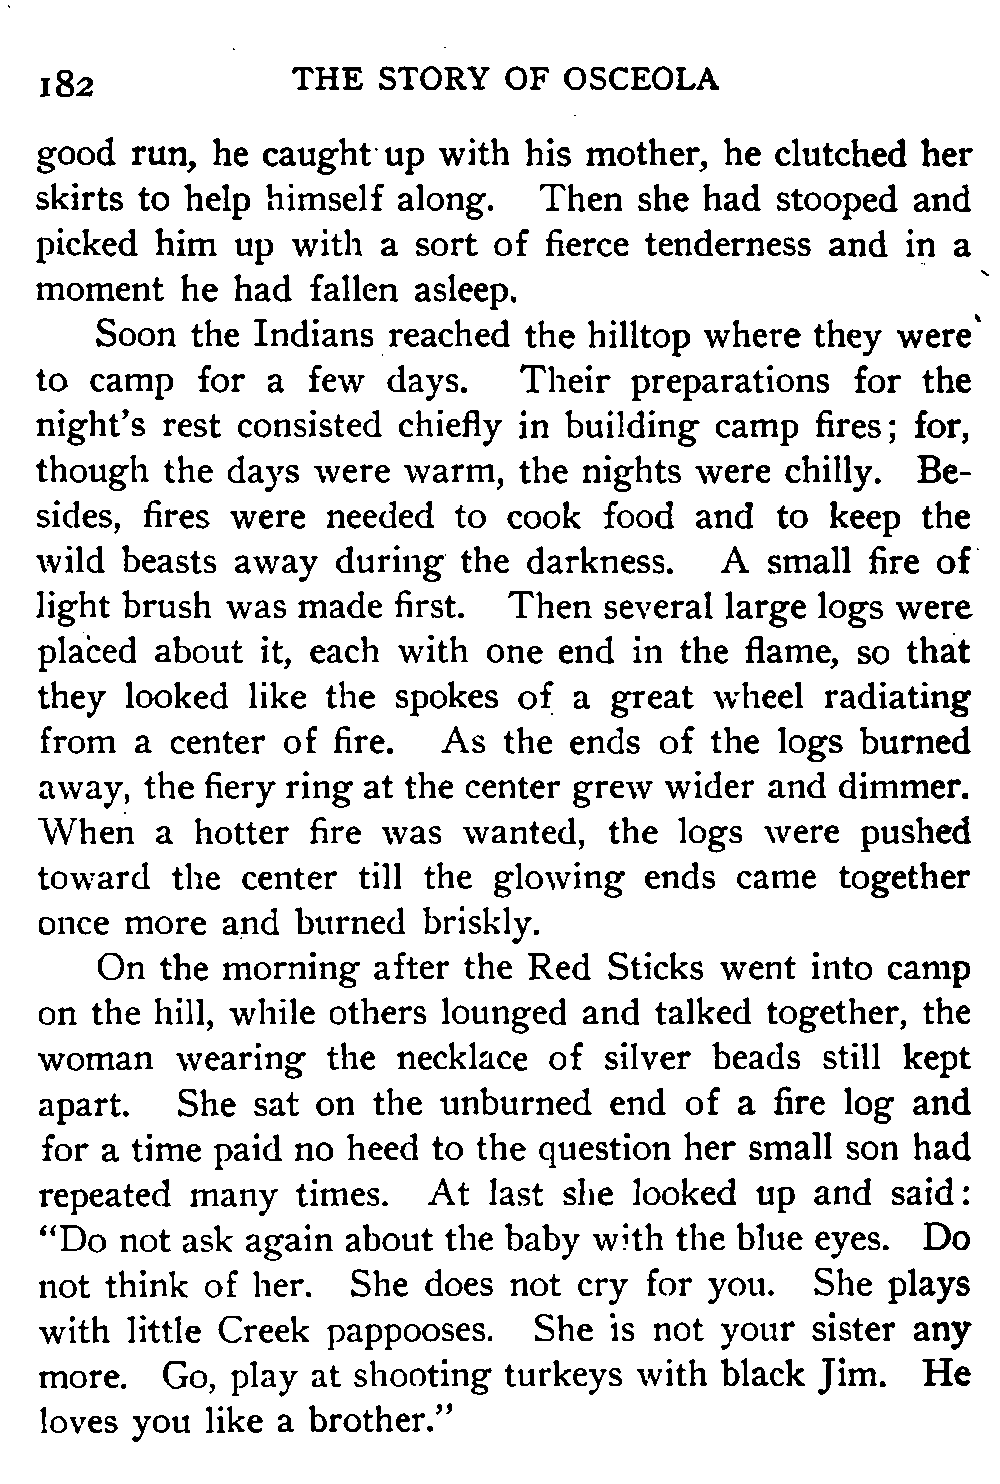 182 THE STORY OF OSCEOLA
good run, he caught up with his mother, he clutched her
skirts to help himself along. Then she had stooped and
picked him up with a sort of fierce tenderness and in a
moment he had fallen asleep.
Soon the Indians reached the hilltop where they were
to camp for a few days. Their preparations for the
night's rest consisted chiefly in building camp fires; for,
though the days were warm, the nights were chilly. Be-
sides, fires were needed to cook food and to keep the
wild beasts away during the darkness. A small fire of
light brush was made first. Then several large logs were
placed about it, each with one end in the flame, so that
they looked like the spokes of a great wheel radiating
from a center of fire. As the ends of the logs burned
away, the fiery ring at the center grew wider and dimmer.
When a hotter fire was wanted, the logs were pushed
toward the center till the glowing ends came together
once more and burned briskly.
On the morning after the Red Sticks went into camp
on the hill, while others lounged and talked together, the
woman wearing the necklace of silver beads still kept
apart. She sat on the unburned end of a fire log and
for a time paid no heed to the question her small son had
repeated many times. At last she looked up and said:
"Do not ask again about the baby with the blue eyes. Do
not think of her. She does not cry for you. She plays
with little Creek pappooses. She is not your sister any
more. Go, play at shooting turkeys with black Jim. He
loves you like a brother."